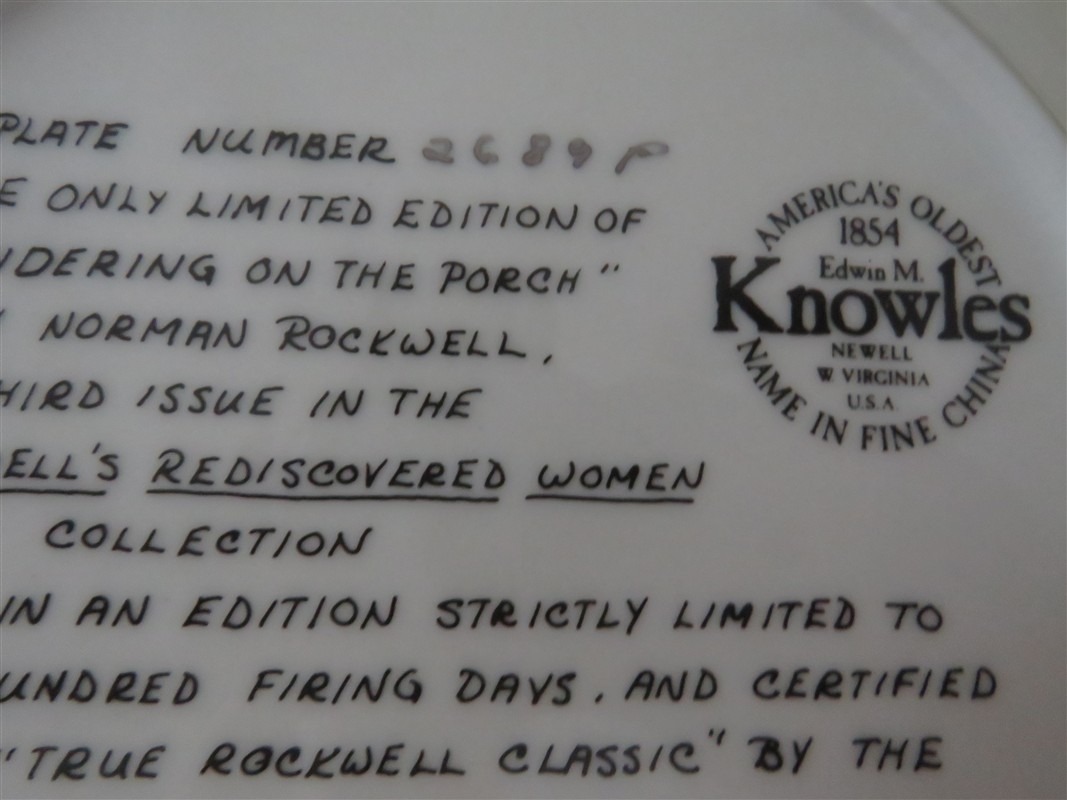 PLATE NUMBER 2689P
E ONLY LIMITED EDITION OF
DERING ON THE PORCH"
NORMAN ROCKWELL,
HIRD ISSUE IN THE
ELL'S REDISCOVERED WOMEN
COLLECTION
IN AN EDITION STRICTLY LIMITED TO
UNDRED FIRING DAYS, AND CERTIFIED
"TRUE ROCKWELL CLASSIC" BY THE
AMERICA'S OLDEST
1854
Edwin M.
Knowles
NEWELL
W. VIRGINIA
U.S.A.
NAME IN FINE CHINA